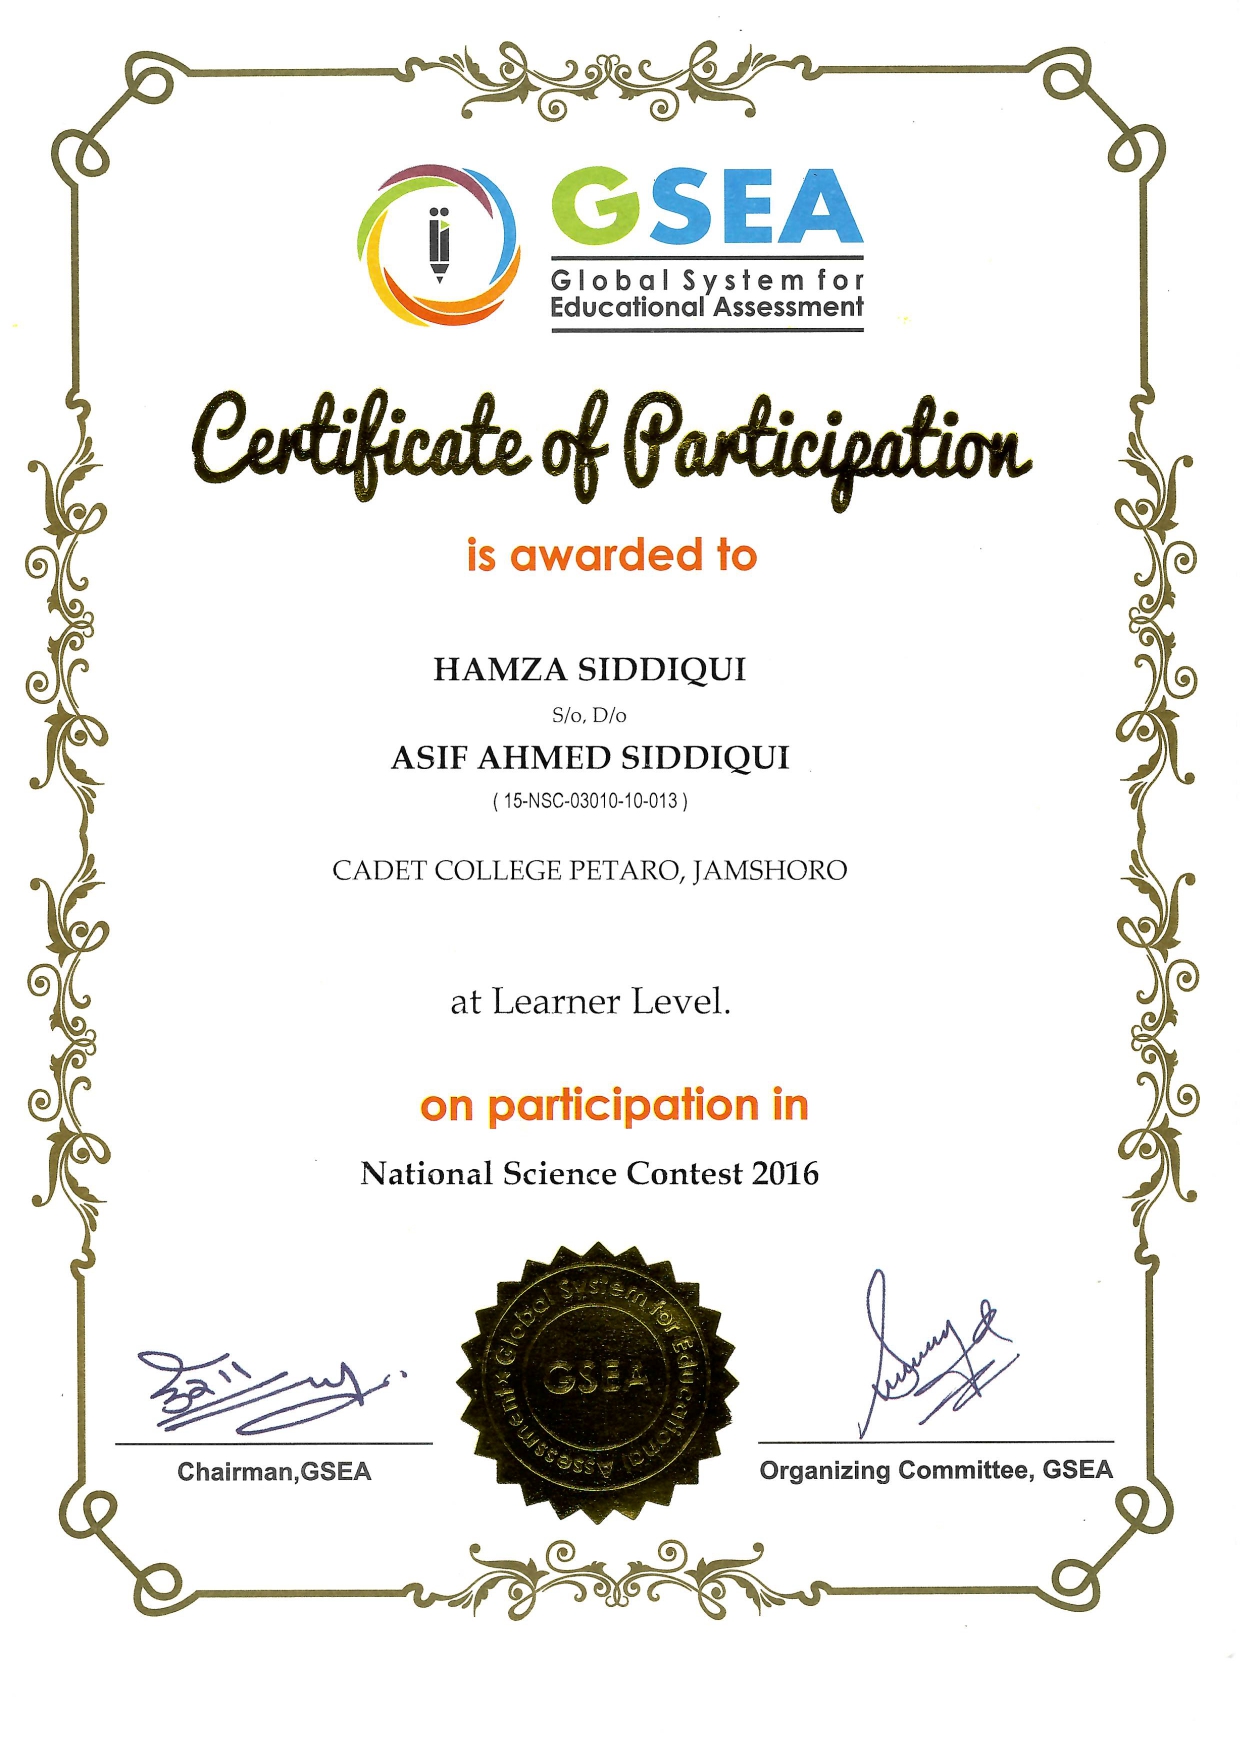 GSEA
Global System for
Educational Assessment
Certificate of Participation
is awarded to
HAMZA SIDDIQUI
S/o, D/o
ASIF AHMED SIDDIQUI
( 15-NSC-03010-10-013 )
CADET COLLEGE PETARO, JAMSHORO
at Learner Level.
on participation in
National Science Contest 2016
Global System for Educational Assessment
GSEA
Chairman,GSEA
Organizing Committee, GSEA